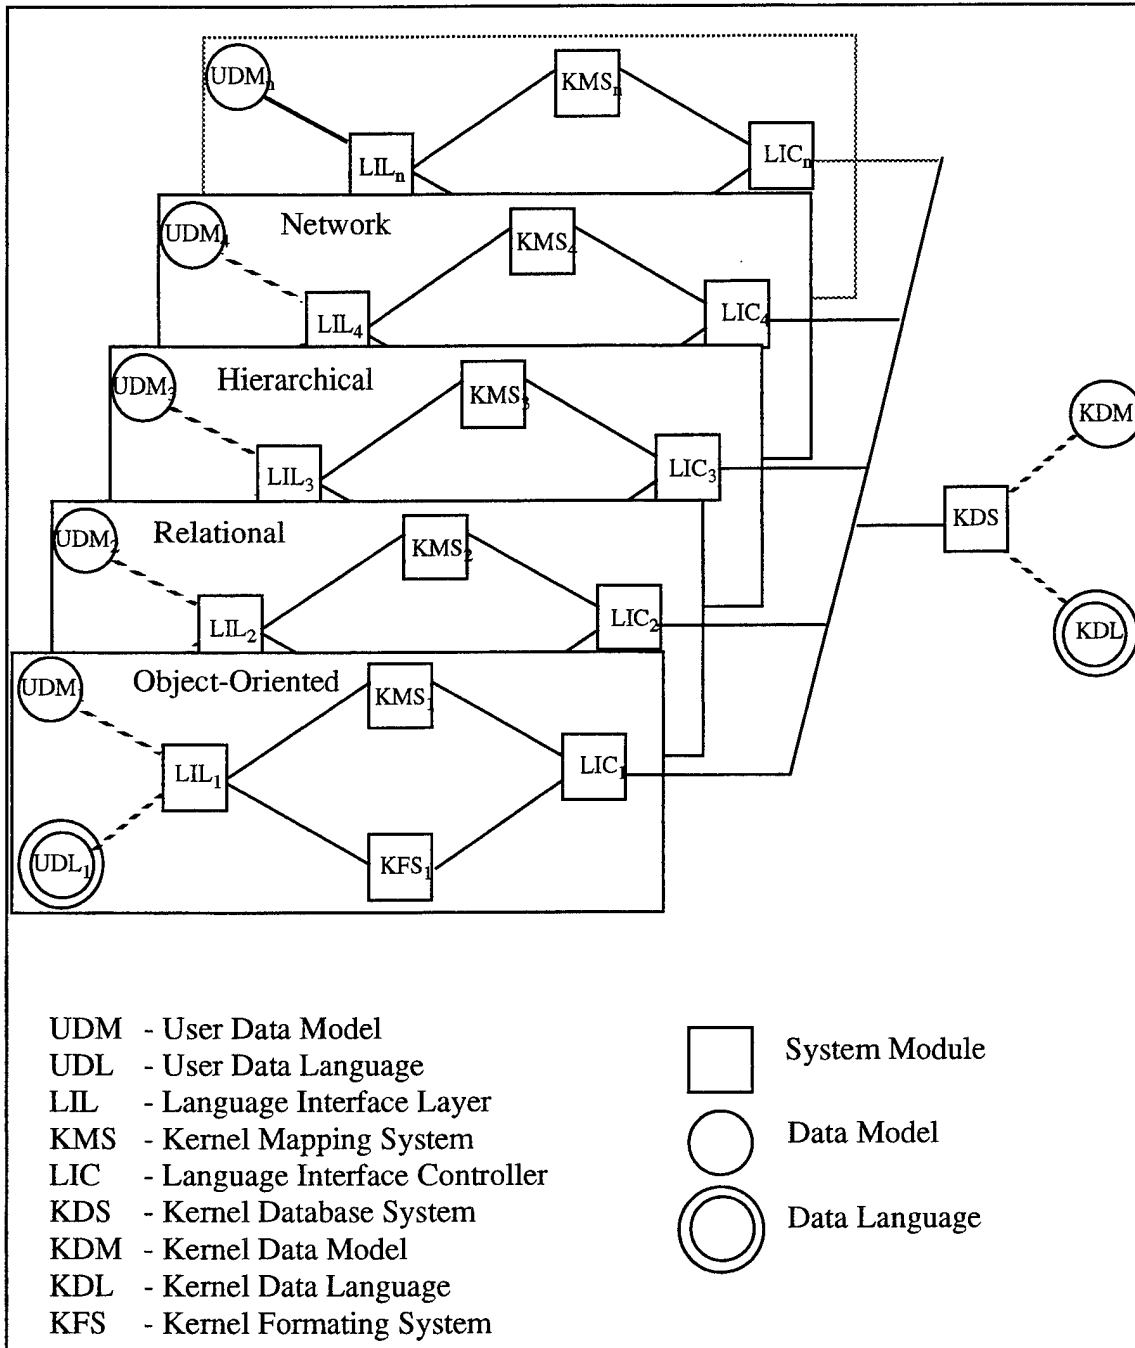 UDMₙ
KMSₙ
LILₙ
LICₙ
UDM₄
Network
KMS₄
LIL₄
LIC₄
UDM₃
Hierarchical
KMS₃
LIL₃
LIC₃
KDM
UDM₂
Relational
KMS₂
KDS
LIL₂
LIC₂
KDL
UDM₁
Object-Oriented
KMS₁
LIL₁
LIC₁
UDL₁
KFS₁
UDM - User Data Model
UDL - User Data Language
LIL - Language Interface Layer
KMS - Kernel Mapping System
LIC - Language Interface Controller
KDS - Kernel Database System
KDM - Kernel Data Model
KDL - Kernel Data Language
KFS - Kernel Formating System
System Module
Data Model
Data Language